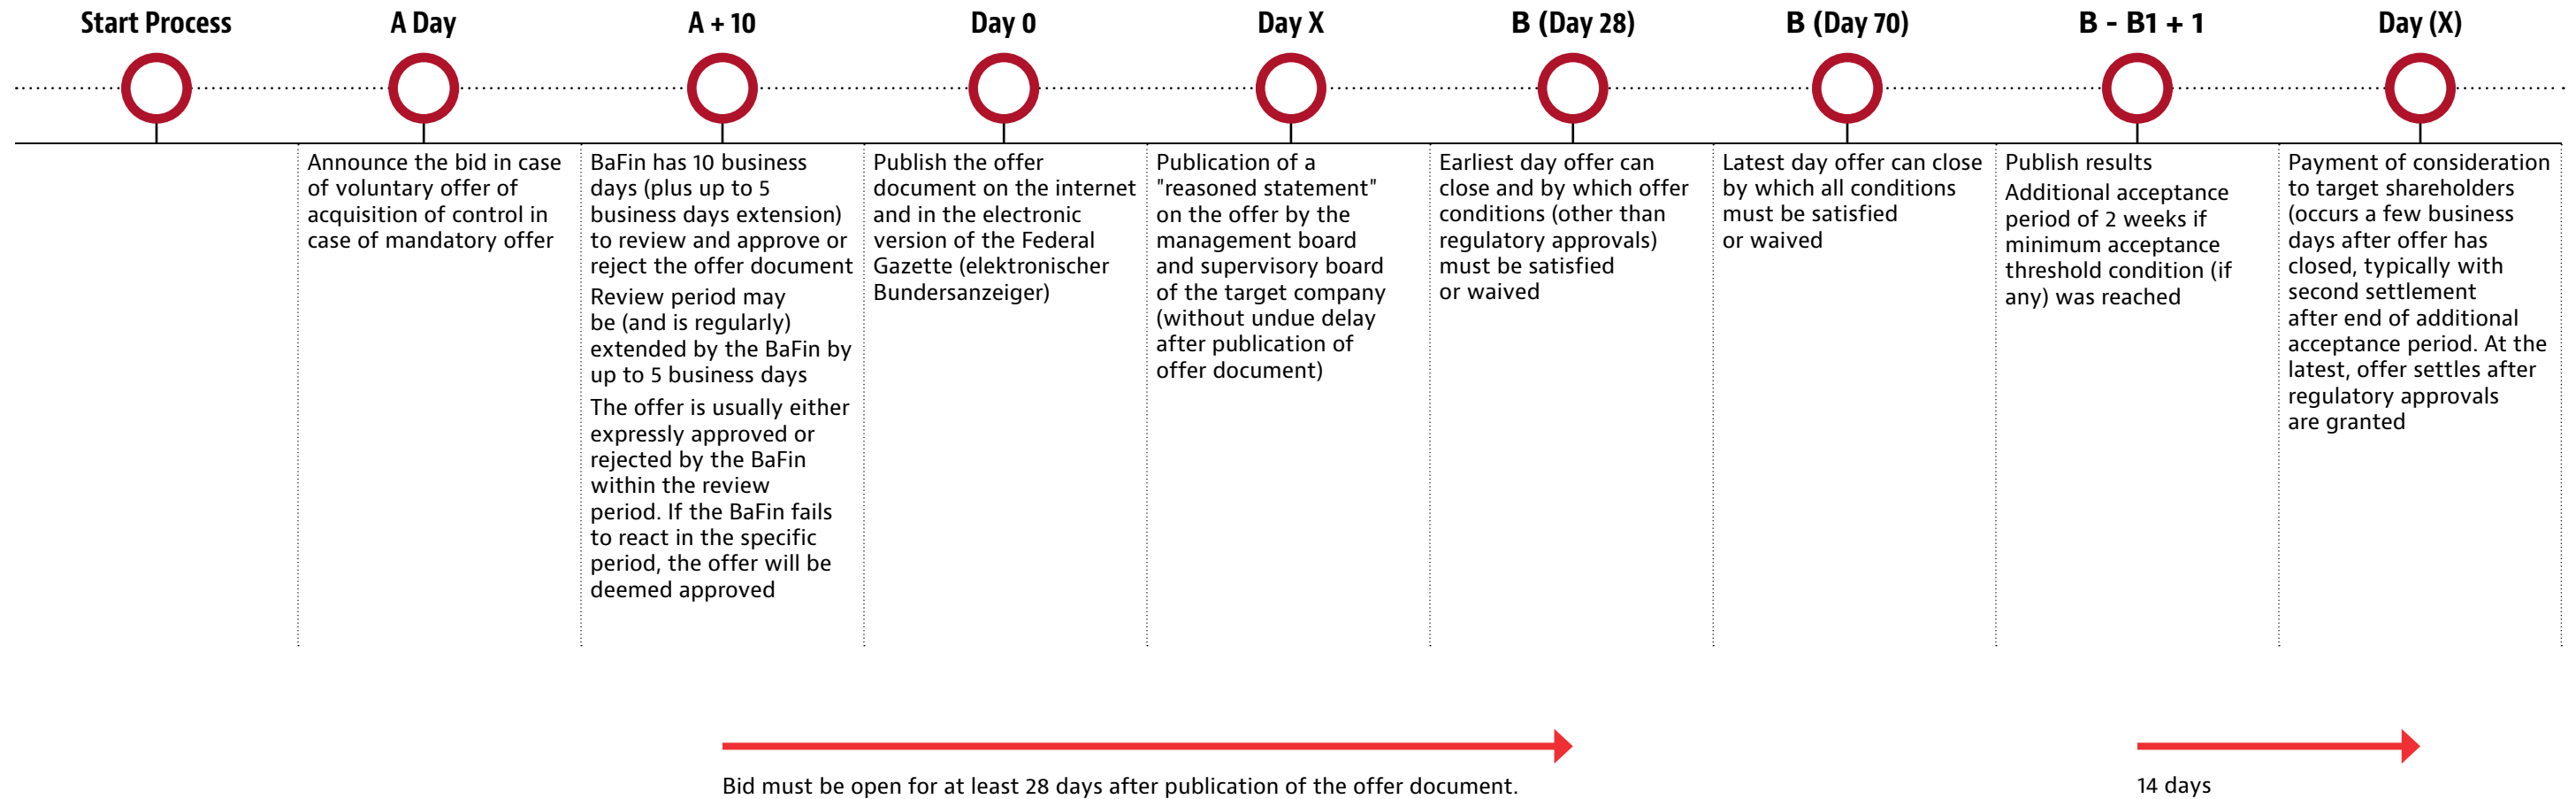 Start Process
A Day
A + 10
Day 0
Day X
B (Day 28)
B (Day 70)
B - B1 + 1
Day (X)
Announce the bid in case
of voluntary offer of
acquisition of control in
case of mandatory offer
BaFin has 10 business
days (plus up to 5
business days extension)
to review and approve or
reject the offer document
Review period may
be (and is regularly)
extended by the BaFin by
up to 5 business days
The offer is usually either
expressly approved or
rejected by the BaFin
within the review
period. If the BaFin fails
to react in the specific
period, the offer will be
deemed approved
Publish the offer
document on the internet
and in the electronic
version of the Federal
Gazette (elektronischer
Bundersanzeiger)
Publication of a
"reasoned statement"
on the offer by the
management board
and supervisory board
of the target company
(without undue delay
after publication of
offer document)
Earliest day offer can
close and by which offer
conditions (other than
regulatory approvals)
must be satisfied
or waived
Latest day offer can close
by which all conditions
must be satisfied
or waived
Publish results
Additional acceptance
period of 2 weeks if
minimum acceptance
threshold condition (if
any) was reached
Payment of consideration
to target shareholders
(occurs a few business
days after offer has
closed, typically with
second settlement
after end of additional
acceptance period. At the
latest, offer settles after
regulatory approvals
are granted
Bid must be open for at least 28 days after publication of the offer document.
14 days